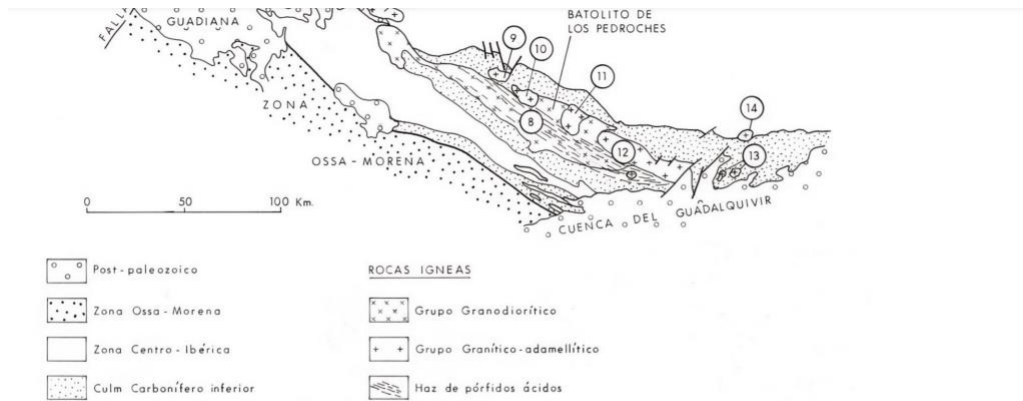 FALLA
GUADIANA
BATOLITO DE
LOS PEDROCHES
9
10
11
ZONA
8
14
OSSA-MORENA
12
13
0 50 100 Km.
CUENCA DEL GUADALQUIVIR
Post-paleozoico
ROCAS IGNEAS
Zona Ossa-Morena
Grupo Granodiorítico
Zona Centro-Ibérica
Grupo Granítico-adamellítico
Culm Carbonífero inferior
Haz de pórfidos ácidos